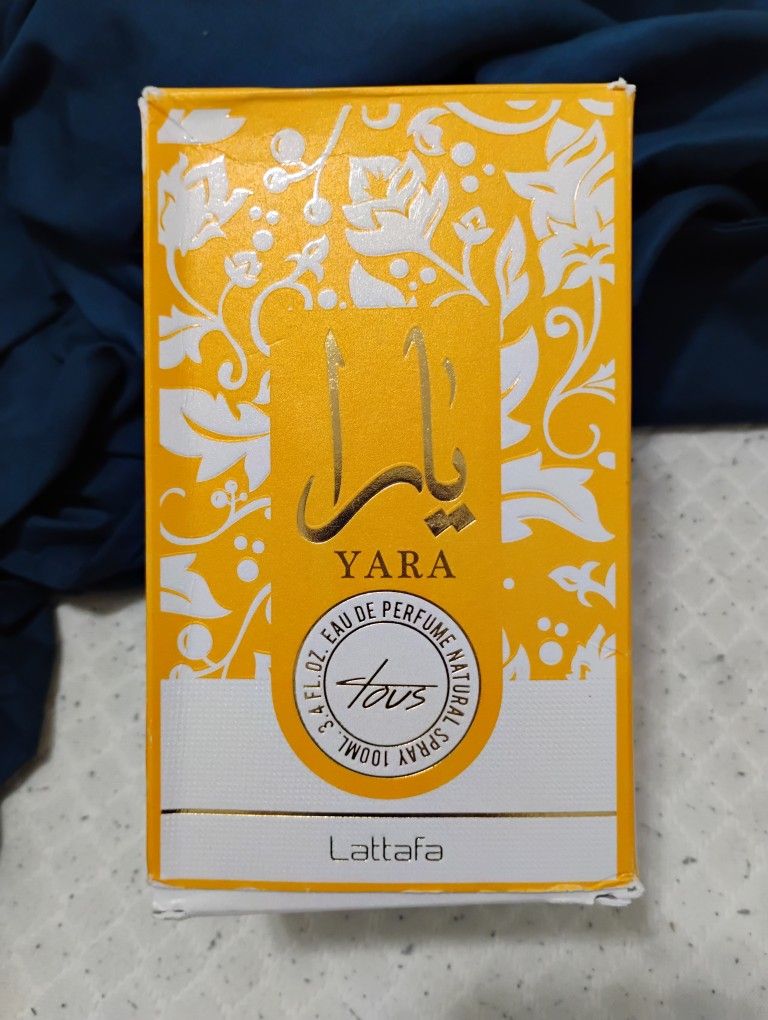 يارا
YARA
EAU DE PERFUME NATURAL SPRAY 100ML. 3.4 FL.OZ.
tous
Lattafa